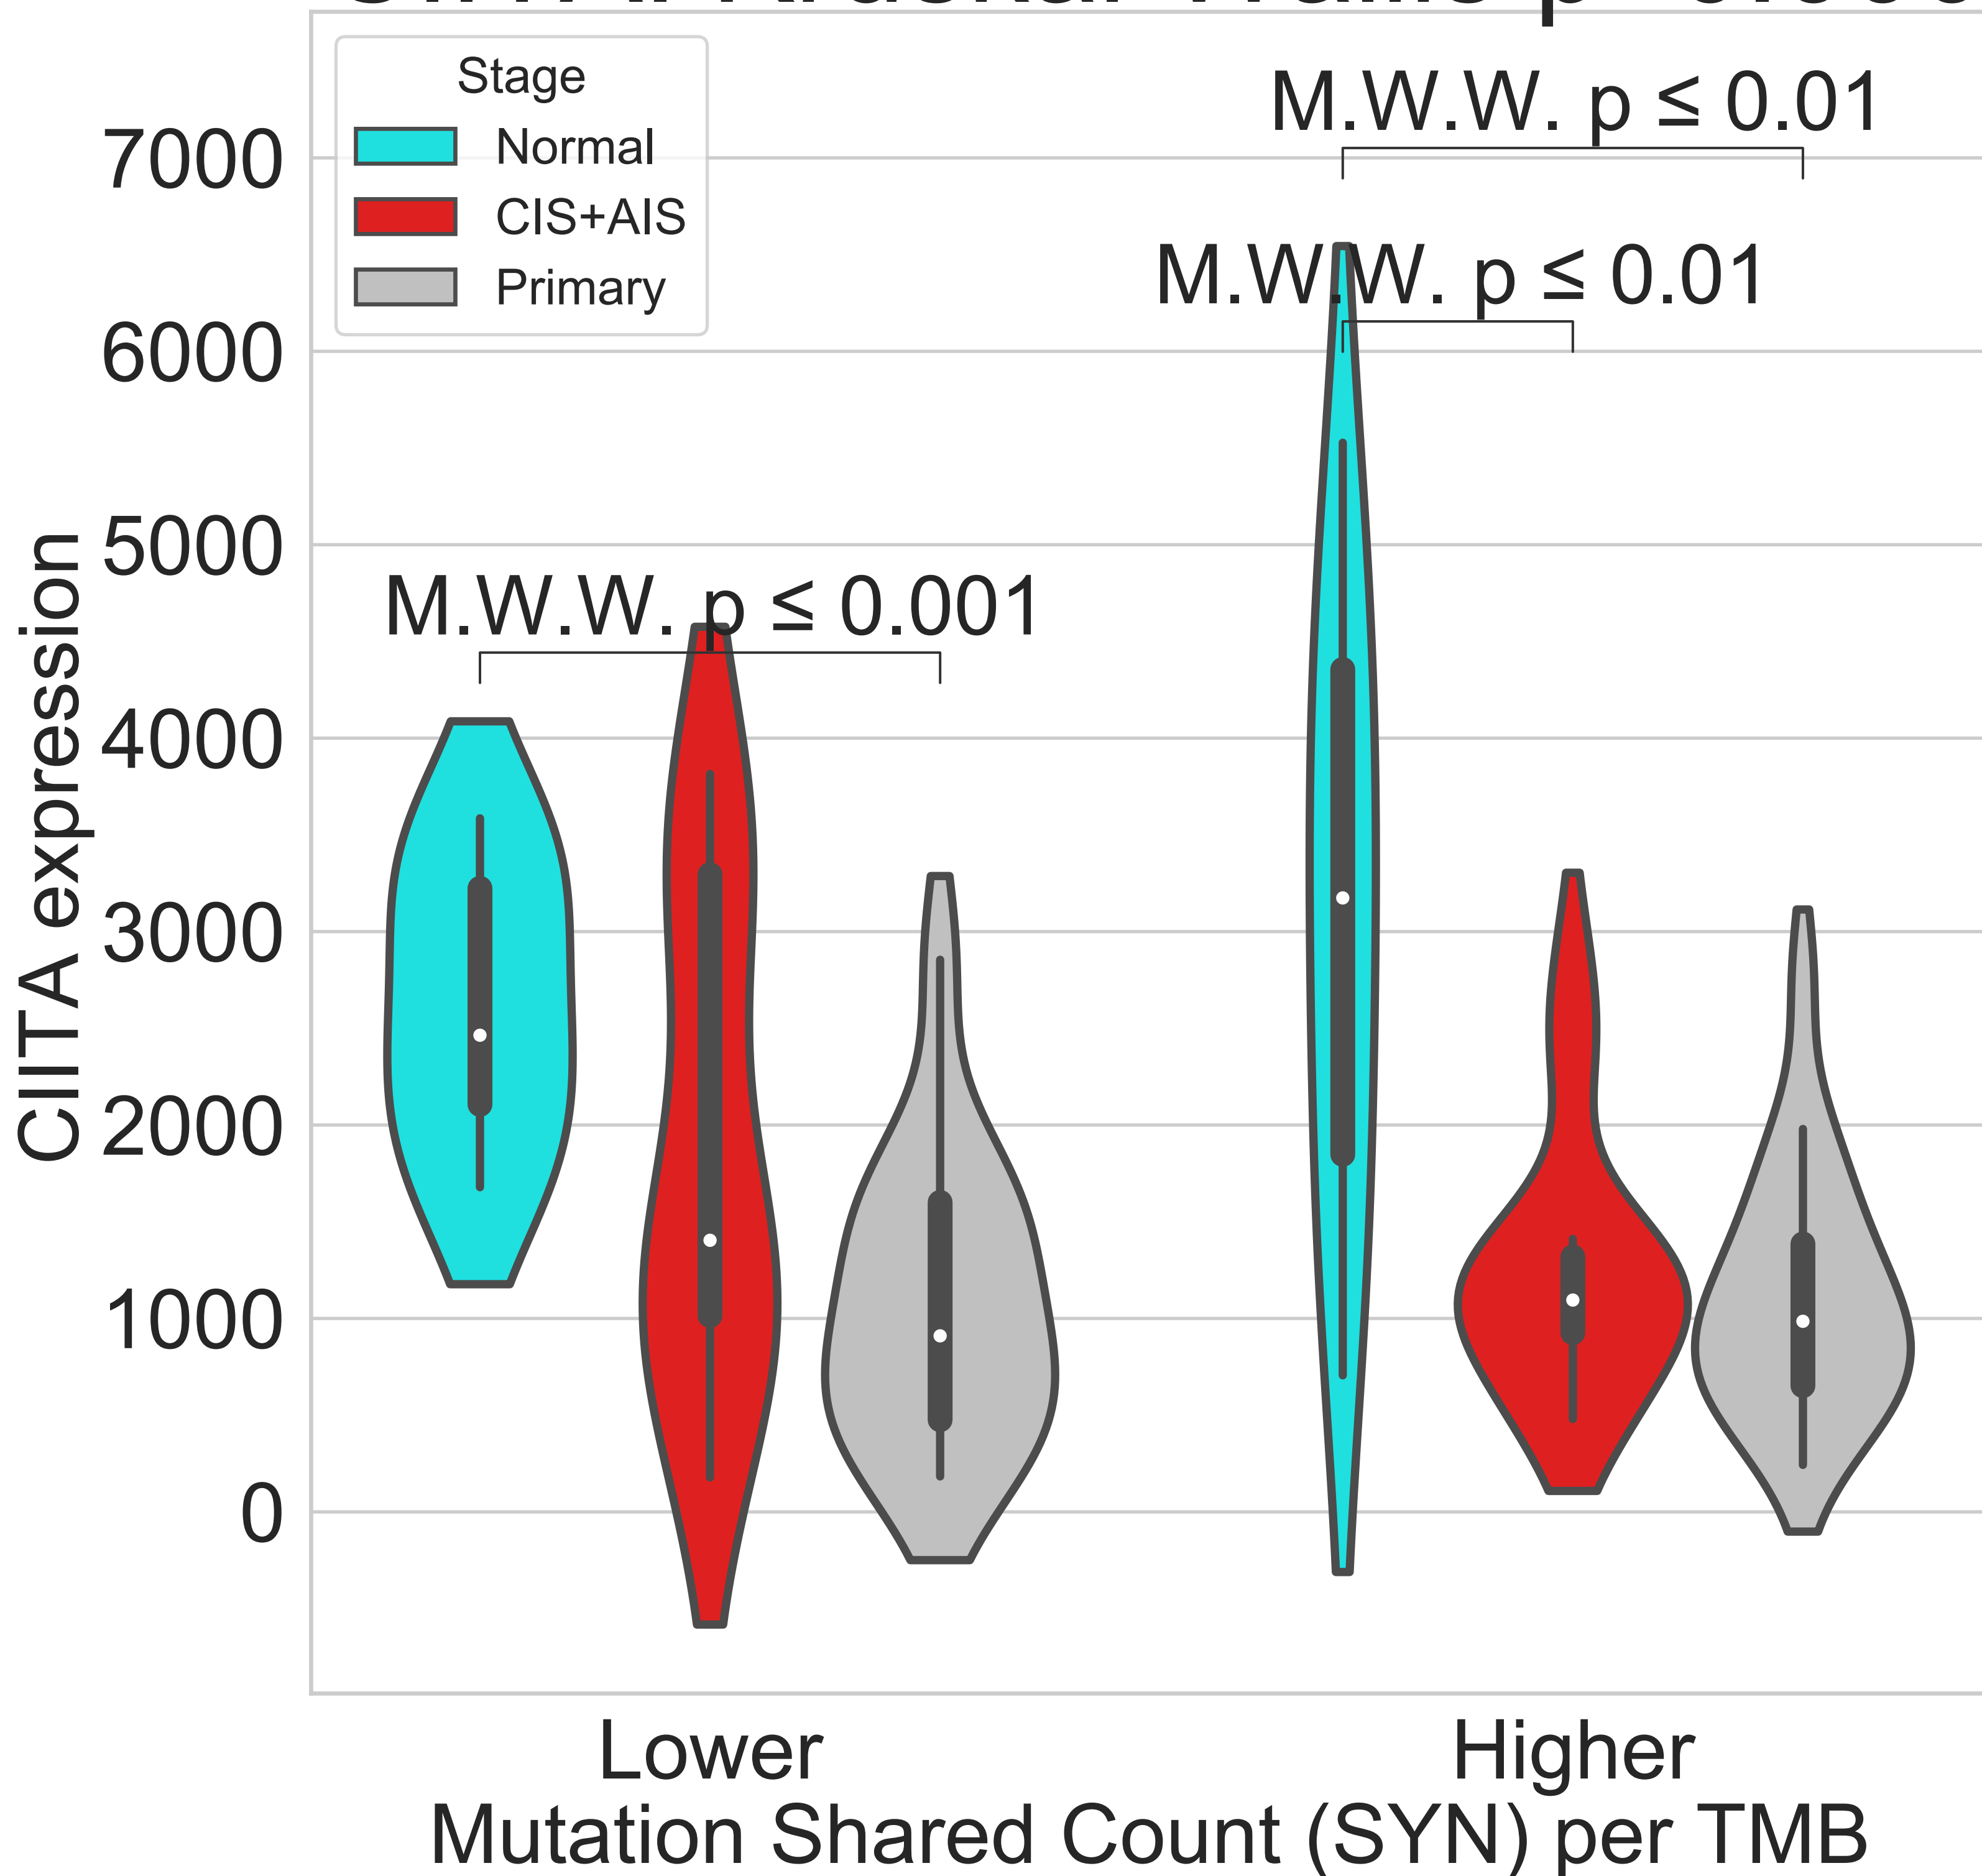 Stage
Normal
CIS+AIS
Primary
M.W.W. p ≤ 0.01
M.W.W. p ≤ 0.01
M.W.W. p ≤ 0.001
7000
6000
5000
4000
3000
2000
1000
0
CIITA expression
Lower
Higher
Mutation Shared Count (SYN) per TMB